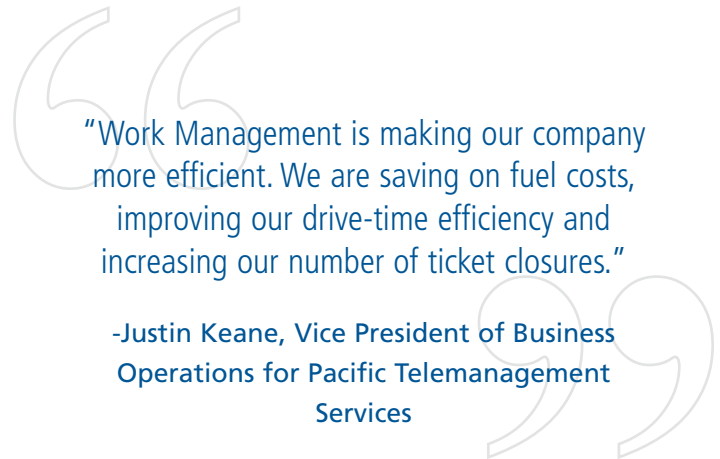 “Work Management is making our company
more efficient. We are saving on fuel costs,
improving our drive-time efficiency and
increasing our number of ticket closures.”
-Justin Keane, Vice President of Business
Operations for Pacific Telemanagement
Services